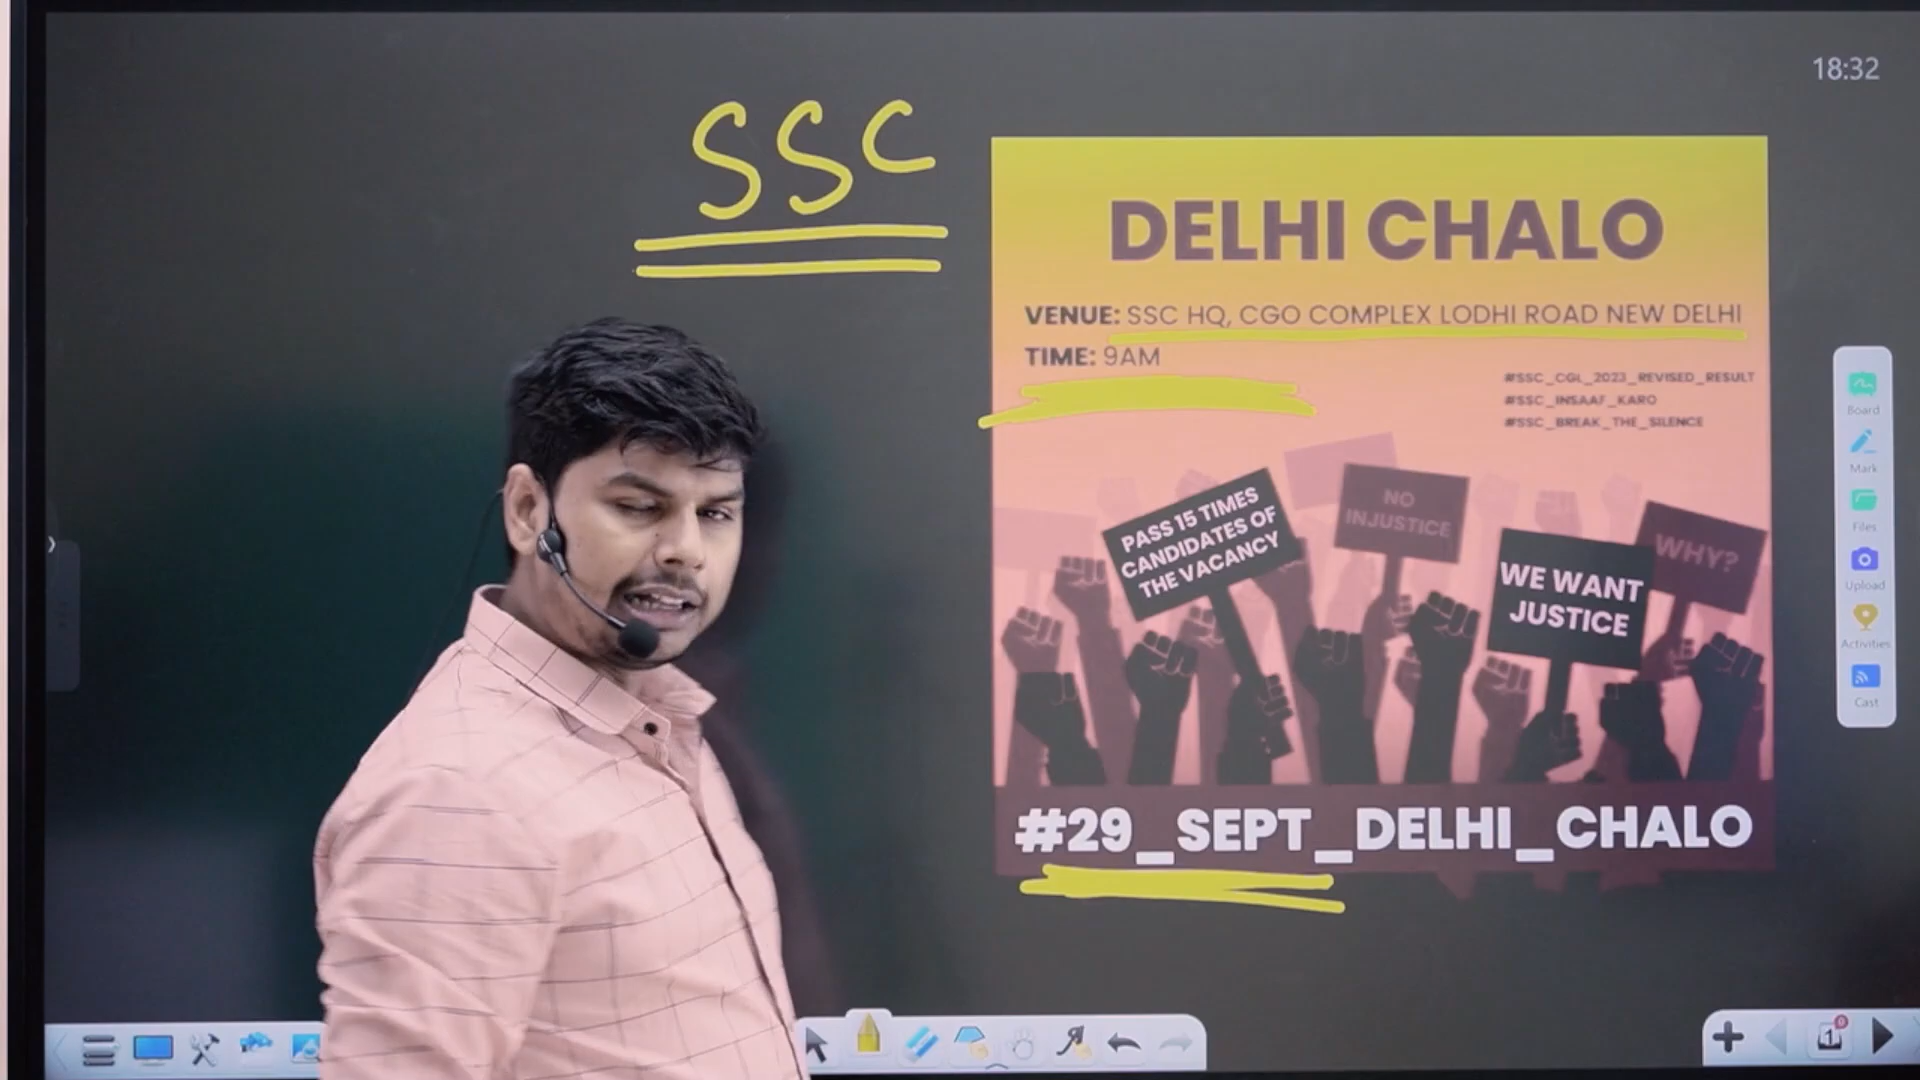 18:32
SSC
DELHI CHALO
VENUE: SSC HQ, CGO COMPLEX LODHI ROAD NEW DELHI
TIME: 9AM
#SSC_CGL_2023_REVISED_RESULT
#SSC_INSAAF_KARO
#SSC_BREAK_THE_SILENCE
PASS 15 TIMES
CANDIDATES OF
THE VACANCY
NO
INJUSTICE
WE WANT
JUSTICE
WHY?
#29_SEPT_DELHI_CHALO
Board
Mark
Files
Upload
Activities
Cast
1
0